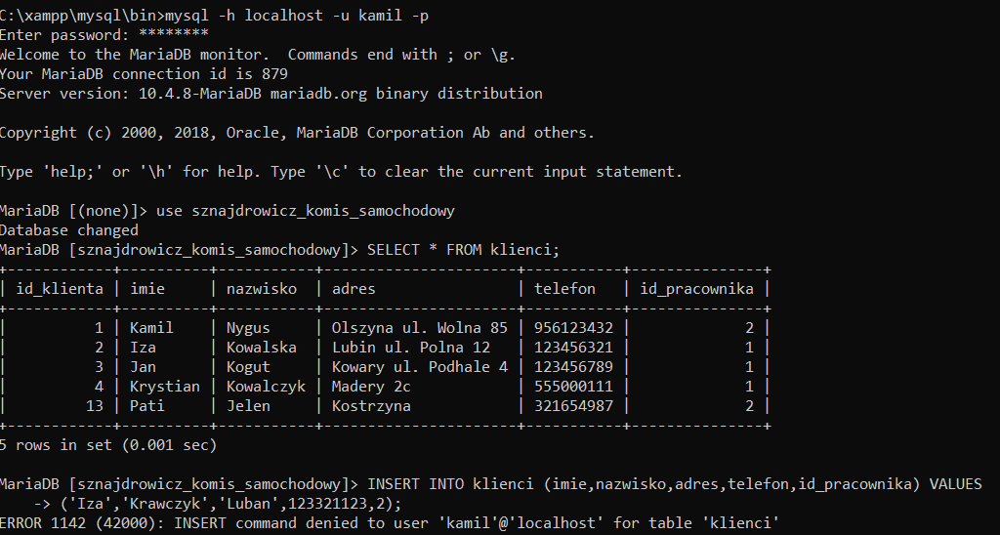 C:\xampp\mysql\bin>mysql -h localhost -u kamil -p
Enter password: ********
Welcome to the MariaDB monitor.  Commands end with ; or \g.
Your MariaDB connection id is 879
Server version: 10.4.8-MariaDB mariadb.org binary distribution
Copyright (c) 2000, 2018, Oracle, MariaDB Corporation Ab and others.
Type 'help;' or '\h' for help. Type '\c' to clear the current input statement.
MariaDB [(none)]> use sznajdrowicz_komis_samochodowy
Database changed
MariaDB [sznajdrowicz_komis_samochodowy]> SELECT * FROM klienci;
+------------+----------+-----------+----------------------+-----------+---------------+
| id_klienta | imie     | nazwisko  | adres                | telefon   | id_pracownika |
+------------+----------+-----------+----------------------+-----------+---------------+
|          1 | Kamil    | Nygus     | Olszyna ul. Wolna 85 | 956123432 |             2 |
|          2 | Iza      | Kowalska  | Lubin ul. Polna 12   | 123456321 |             1 |
|          3 | Jan      | Kogut     | Kowary ul. Podhale 4 | 123456789 |             1 |
|          4 | Krystian | Kowalczyk | Madery 2c            | 555000111 |             1 |
|         13 | Pati     | Jelen     | Kostrzyna            | 321654987 |             2 |
+------------+----------+-----------+----------------------+-----------+---------------+
5 rows in set (0.001 sec)
MariaDB [sznajdrowicz_komis_samochodowy]> INSERT INTO klienci (imie,nazwisko,adres,telefon,id_pracownika) VALUES
    -> ('Iza','Krawczyk','Luban',123321123,2);
ERROR 1142 (42000): INSERT command denied to user 'kamil'@'localhost' for table 'klienci'